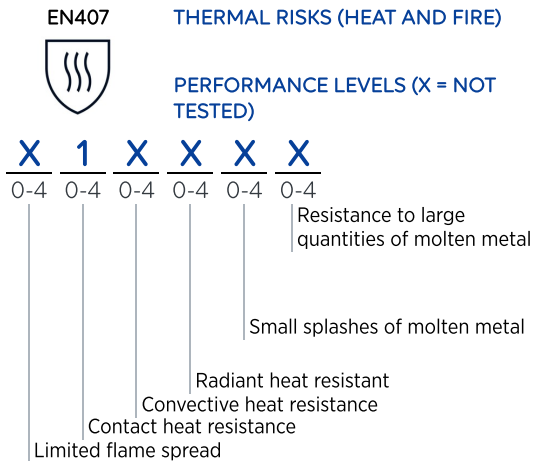 EN407
THERMAL RISKS (HEAT AND FIRE)
PERFORMANCE LEVELS (X = NOT
TESTED)
X 1 X X X X
0-4 0-4 0-4 0-4 0-4 0-4
Resistance to large
quantities of molten metal
Small splashes of molten metal
Radiant heat resistant
Convective heat resistance
Contact heat resistance
Limited flame spread